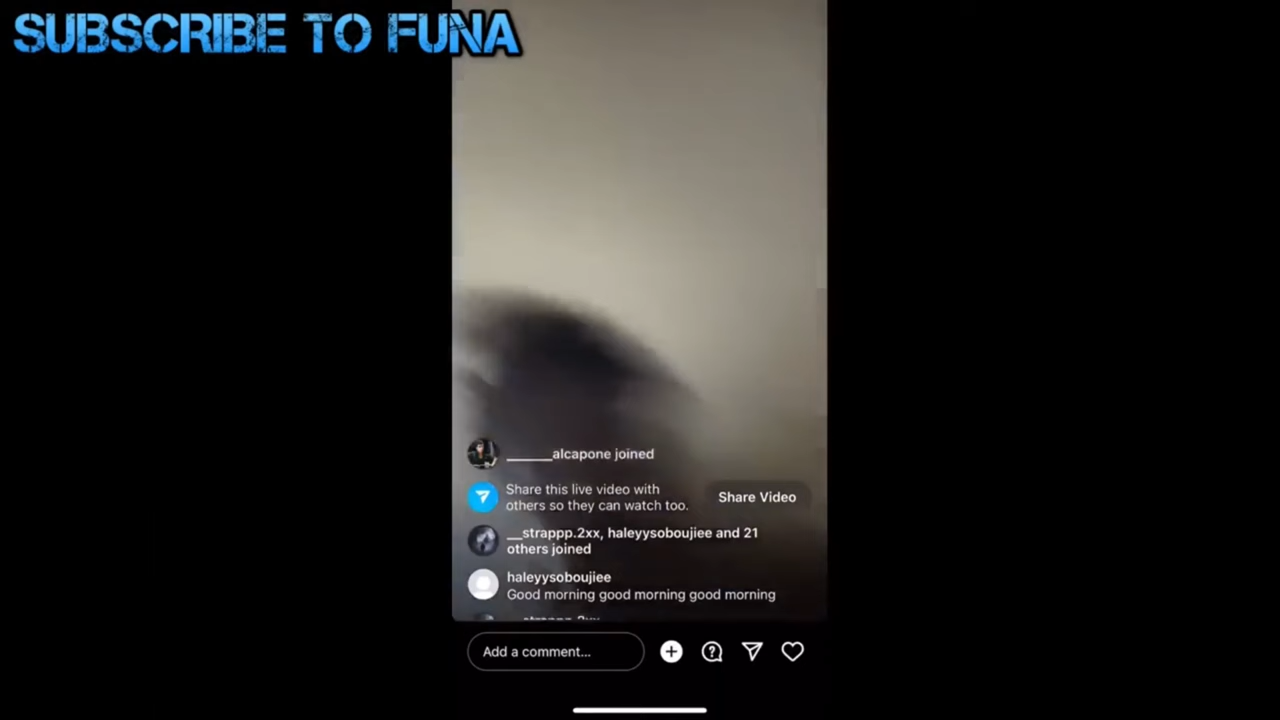 SUBSCRIBE TO FUNA
______alcapone joined
Share this live video with
others so they can watch too.
Share Video
__strappp.2xx, haleyysoboujiee and 21
others joined
haleyysoboujiee
Good morning good morning good morning
Add a comment...